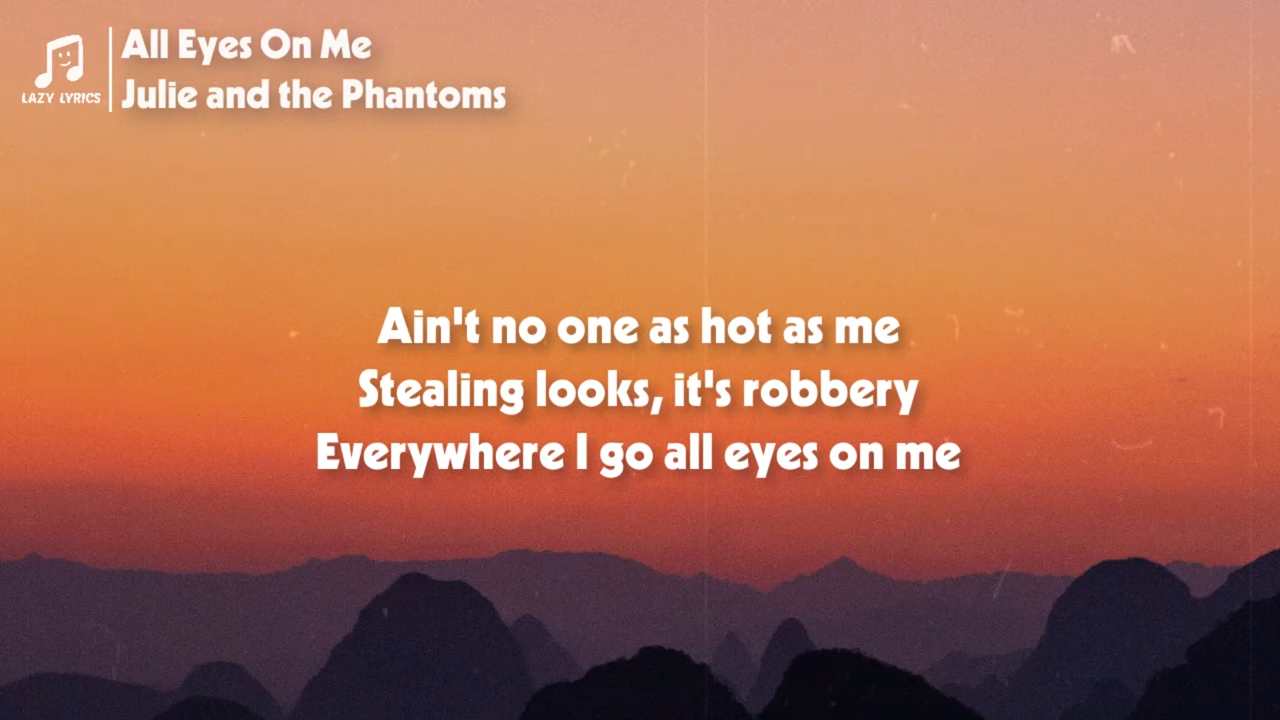 All Eyes On Me
Julie and the Phantoms
LAZY LYRICS
Ain't no one as hot as me
Stealing looks, it's robbery
Everywhere I go all eyes on me